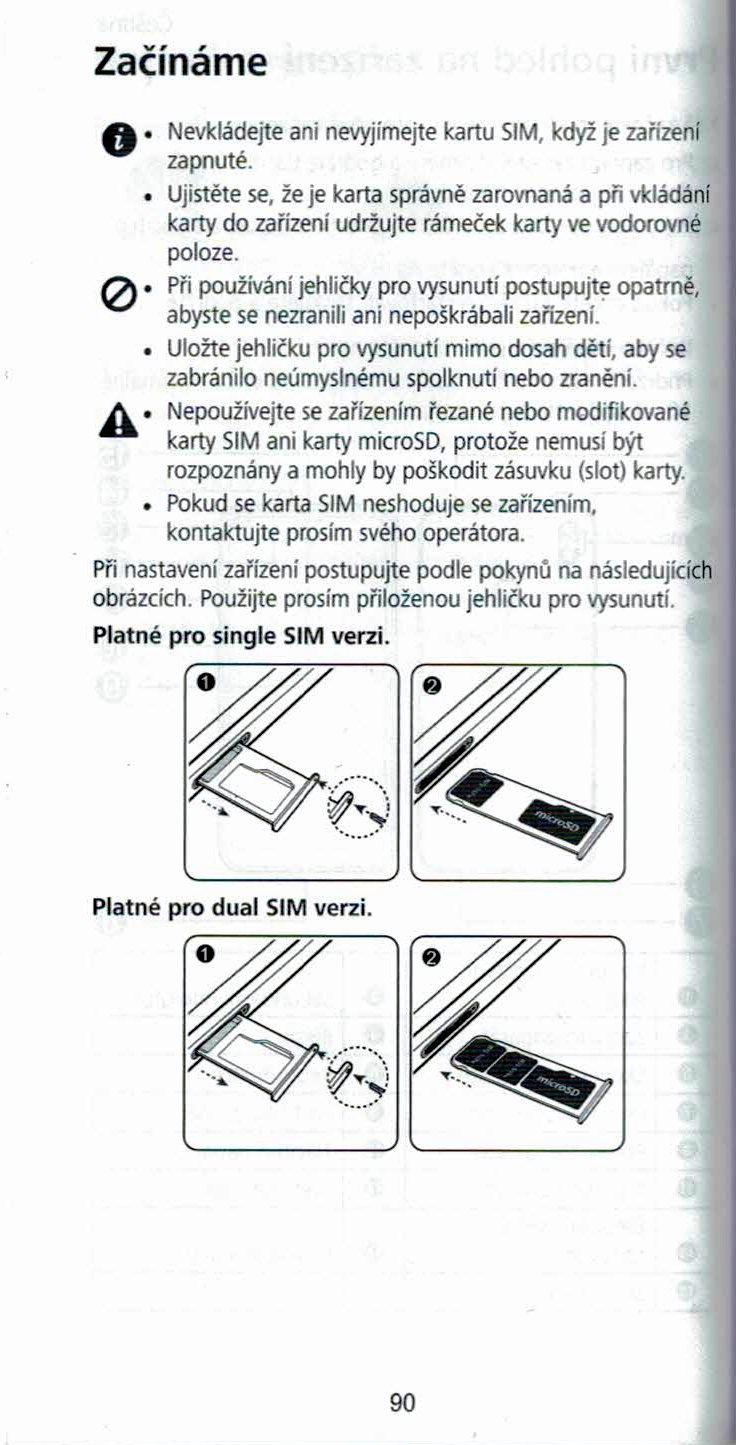 Začínáme
• Nevkládejte ani nevyjímejte kartu SIM, když je zařízení
zapnuté.
• Ujistěte se, že je karta správně zarovnaná a při vkládání
karty do zařízení udržujte rámeček karty ve vodorovné
poloze.
• Při používání jehličky pro vysunutí postupujte opatrně,
abyste se nezranili ani nepoškrábali zařízení.
• Uložte jehličku pro vysunutí mimo dosah dětí, aby se
zabránilo neúmyslnému spolknutí nebo zranění.
• Nepoužívejte se zařízením řezané nebo modifikované
karty SIM ani karty microSD, protože nemusí být
rozpoznány a mohly by poškodit zásuvku (slot) karty.
• Pokud se karta SIM neshoduje se zařízením,
kontaktujte prosím svého operátora.
Při nastavení zařízení postupujte podle pokynů na následujících
obrázcích. Použijte prosím přiloženou jehličku pro vysunutí.
Platné pro single SIM verzi.
1
2
microSD
Platné pro dual SIM verzi.
1
2
microSD
90